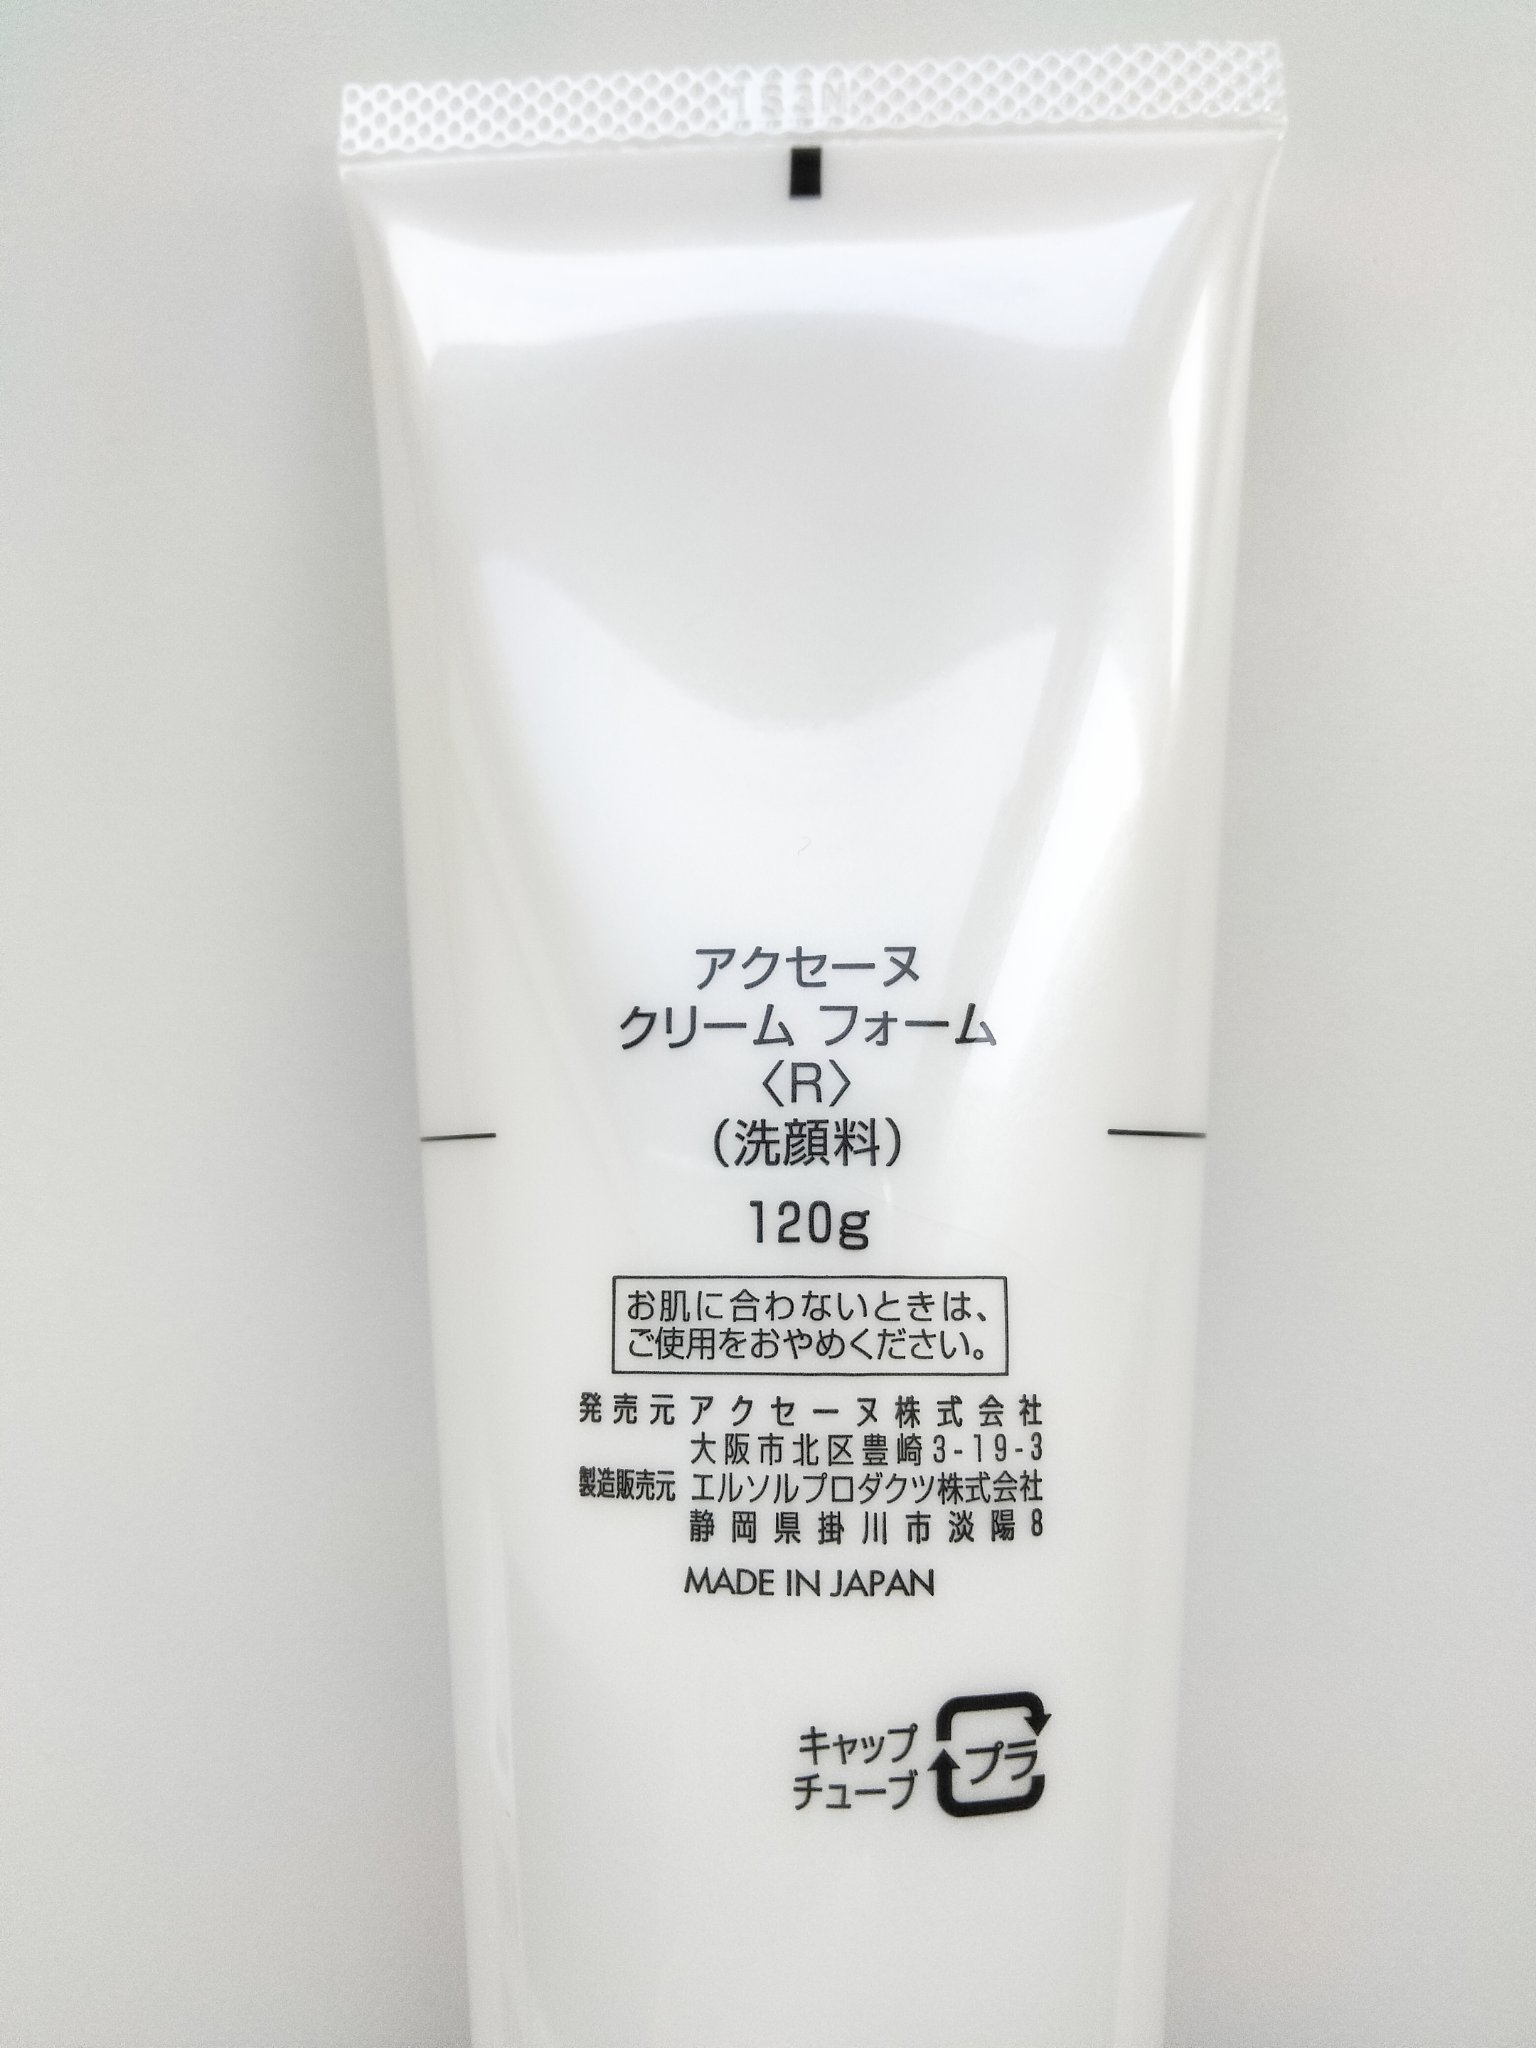 アクセーヌ
クリーム フォーム
〈R〉
(洗顔料)
120g
お肌に合わないときは、
ご使用をおやめください。
発売元 アクセーヌ株式会社
大阪市北区豊崎3-19-3
製造販売元 エルソルプロダクツ株式会社
静岡県掛川市淡陽8
MADE IN JAPAN
キャップ
チューブ
プラ